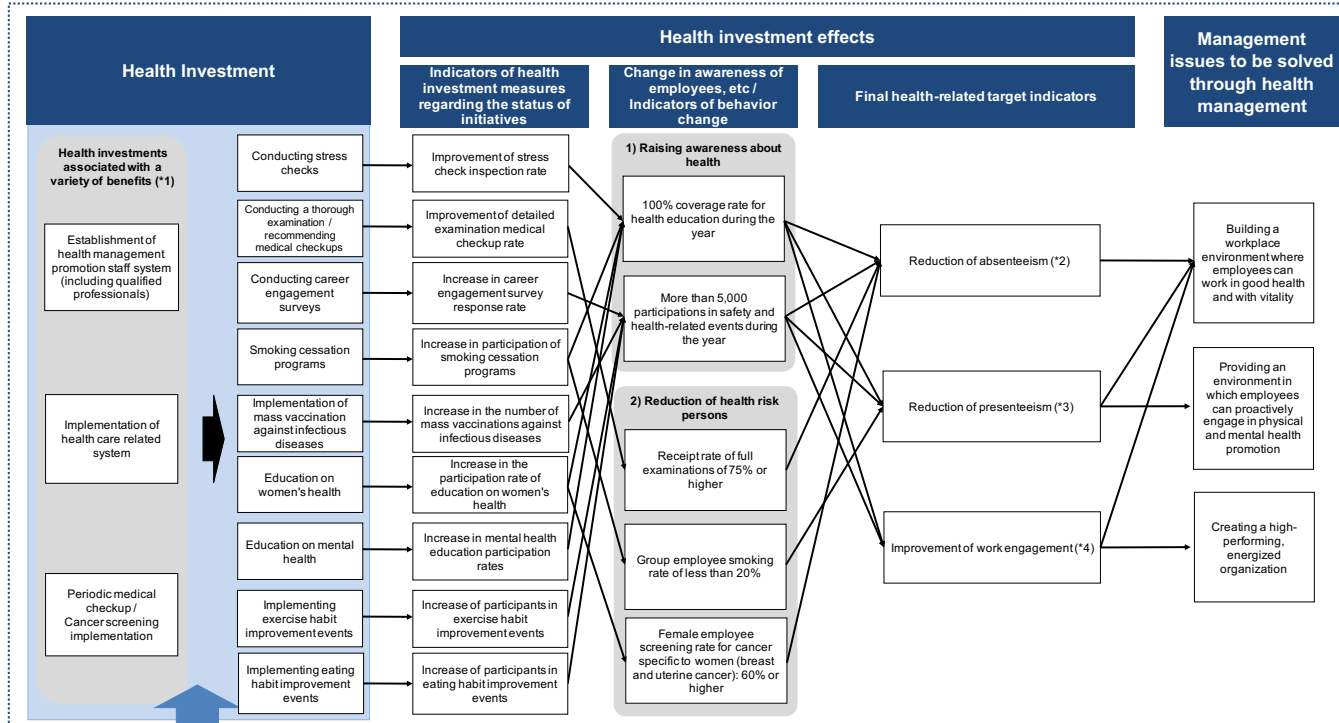 Health Investment
Health investment effects
Management
issues to be solved
through health
management
Indicators of health
investment measures
regarding the status of
initiatives
Change in awareness of
employees, etc /
Indicators of behavior
change
Final health-related target indicators
Health investments
associated with a
variety of benefits (*1)
Establishment of
health management
promotion staff system
(including qualified
professionals)
Implementation of
health care related
system
Periodic medical
checkup /
Cancer screening
implementation
Conducting stress
checks
Conducting a thorough
examination /
recommending
medical checkups
Conducting career
engagement
surveys
Smoking cessation
programs
Implementation of
mass vaccination
against infectious
diseases
Education on
women's health
Education on mental
health
Implementing
exercise habit
improvement events
Implementing eating
habit improvement
events
Improvement of stress
check inspection rate
Improvement of detailed
examination medical
checkup rate
Increase in career
engagement survey
response rate
Increase in participation of
smoking cessation
programs
Increase in the number of
mass vaccinations against
infectious diseases
Increase in the
participation rate of
education on women's
health
Increase in mental health
education participation
rates
Increase of participants in
exercise habit
improvement events
Increase of participants in
eating habit improvement
events
1) Raising awareness about
health
100% coverage rate for
health education during the
year
More than 5,000
participations in safety and
health-related events during
the year
2) Reduction of health risk
persons
Receipt rate of full
examinations of 75% or
higher
Group employee smoking
rate of less than 20%
Female employee
screening rate for cancer
specific to women (breast
and uterine cancer): 60% or
higher
Reduction of absenteeism (*2)
Reduction of presenteeism (*3)
Improvement of work engagement (*4)
Building a
workplace
environment where
employees can
work in good health
and with vitality
Providing an
environment in
which employees
can proactively
engage in physical
and mental health
promotion
Creating a high-
performing,
energized
organization